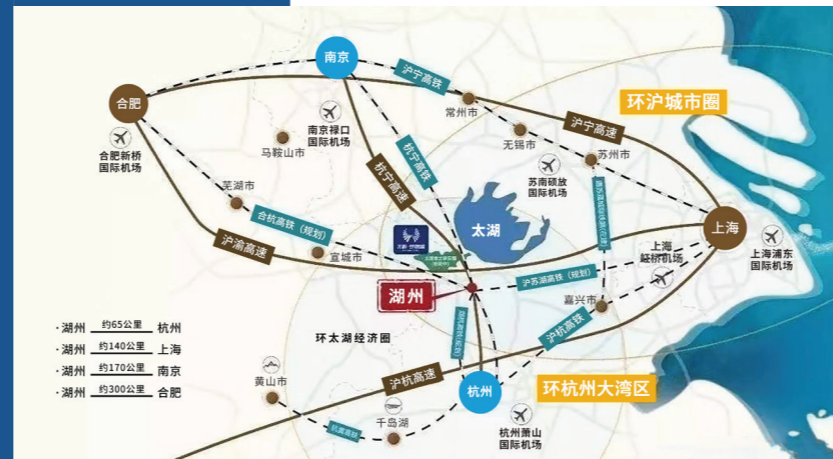 南京
沪宁高铁
合肥
常州市
环沪城市圈
沪宁高速
南京禄口
国际机场
无锡市
马鞍山市
合肥新桥
国际机场
杭宁高铁
苏州市
杭宁高速
苏南硕放
国际机场
芜湖市
合杭高铁（规划）
太湖
上海
沪渝高速
宣城市
上海
虹桥机场
上海浦东
国际机场
沪苏湖高铁（规划）
湖州
嘉兴市
·湖州 约65公里 杭州
·湖州 约140公里 上海
·湖州 约170公里 南京
·湖州 约300公里 合肥
环太湖经济圈
沪杭高铁
黄山市
沪杭高速
杭州
环杭州大湾区
千岛湖
杭黄高铁
杭州萧山
国际机场